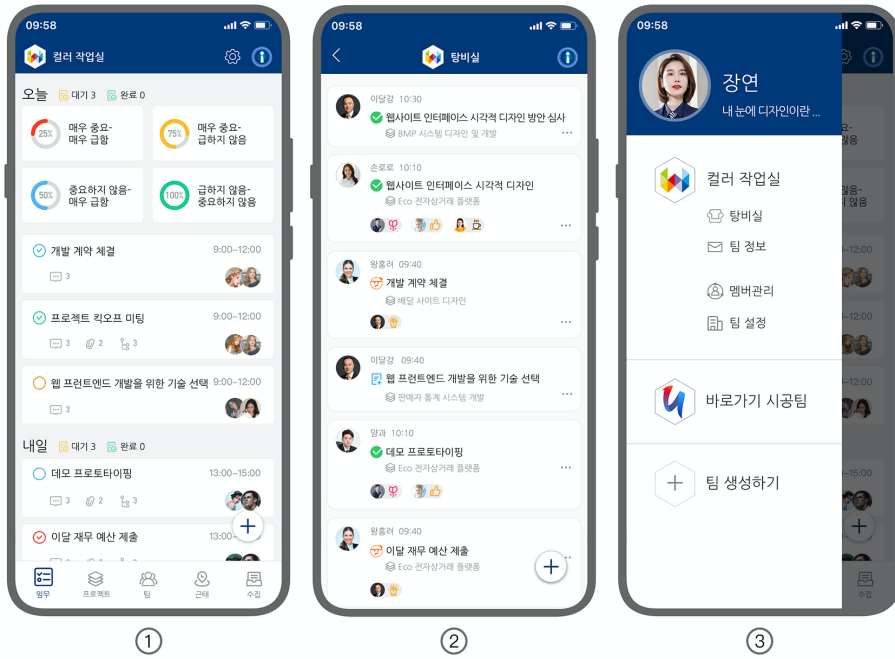 09:58
컬러 작업실
오늘 대기 3 완료 0
25% 매우 중요-
매우 급함
75% 매우 중요-
급하지 않음
50% 중요하지 않음-
매우 급함
100% 급하지 않음-
중요하지 않음
개발 계약 체결 9:00–12:00
3
프로젝트 킥오프 미팅 9:00–12:00
3 2 3
웹 프런트엔드 개발을 위한 기술 선택 9:00–12:00
3
내일 대기 3 완료 0
데모 프로토타이핑 13:00–15:00
3 2 3
이달 재무 예산 제출 13:00
임무 프로젝트 팀 근태 수집
①
09:58
탕비실
이달강 10:30
웹사이트 인터페이스 시각적 디자인 방안 심사
BMP 시스템 디자인 및 개발
손로로 10:10
웹사이트 인터페이스 시각적 디자인
Eco 전자상거래 플랫폼
왕홍려 09:40
개발 계약 체결
배달 사이트 디자인
이달강 09:40
웹 프런트엔드 개발을 위한 기술 선택
판매자 통계 시스템 개발
양과 10:10
데모 프로토타이핑
Eco 전자상거래 플랫폼
왕홍려 09:40
이달 재무 예산 제출
Eco 전자상거래 플랫폼
②
09:58
장연
내 눈에 디자인이란 ...
컬러 작업실
탕비실
팀 정보
멤버관리
팀 설정
바로가기 시공팀
팀 생성하기
수집
③